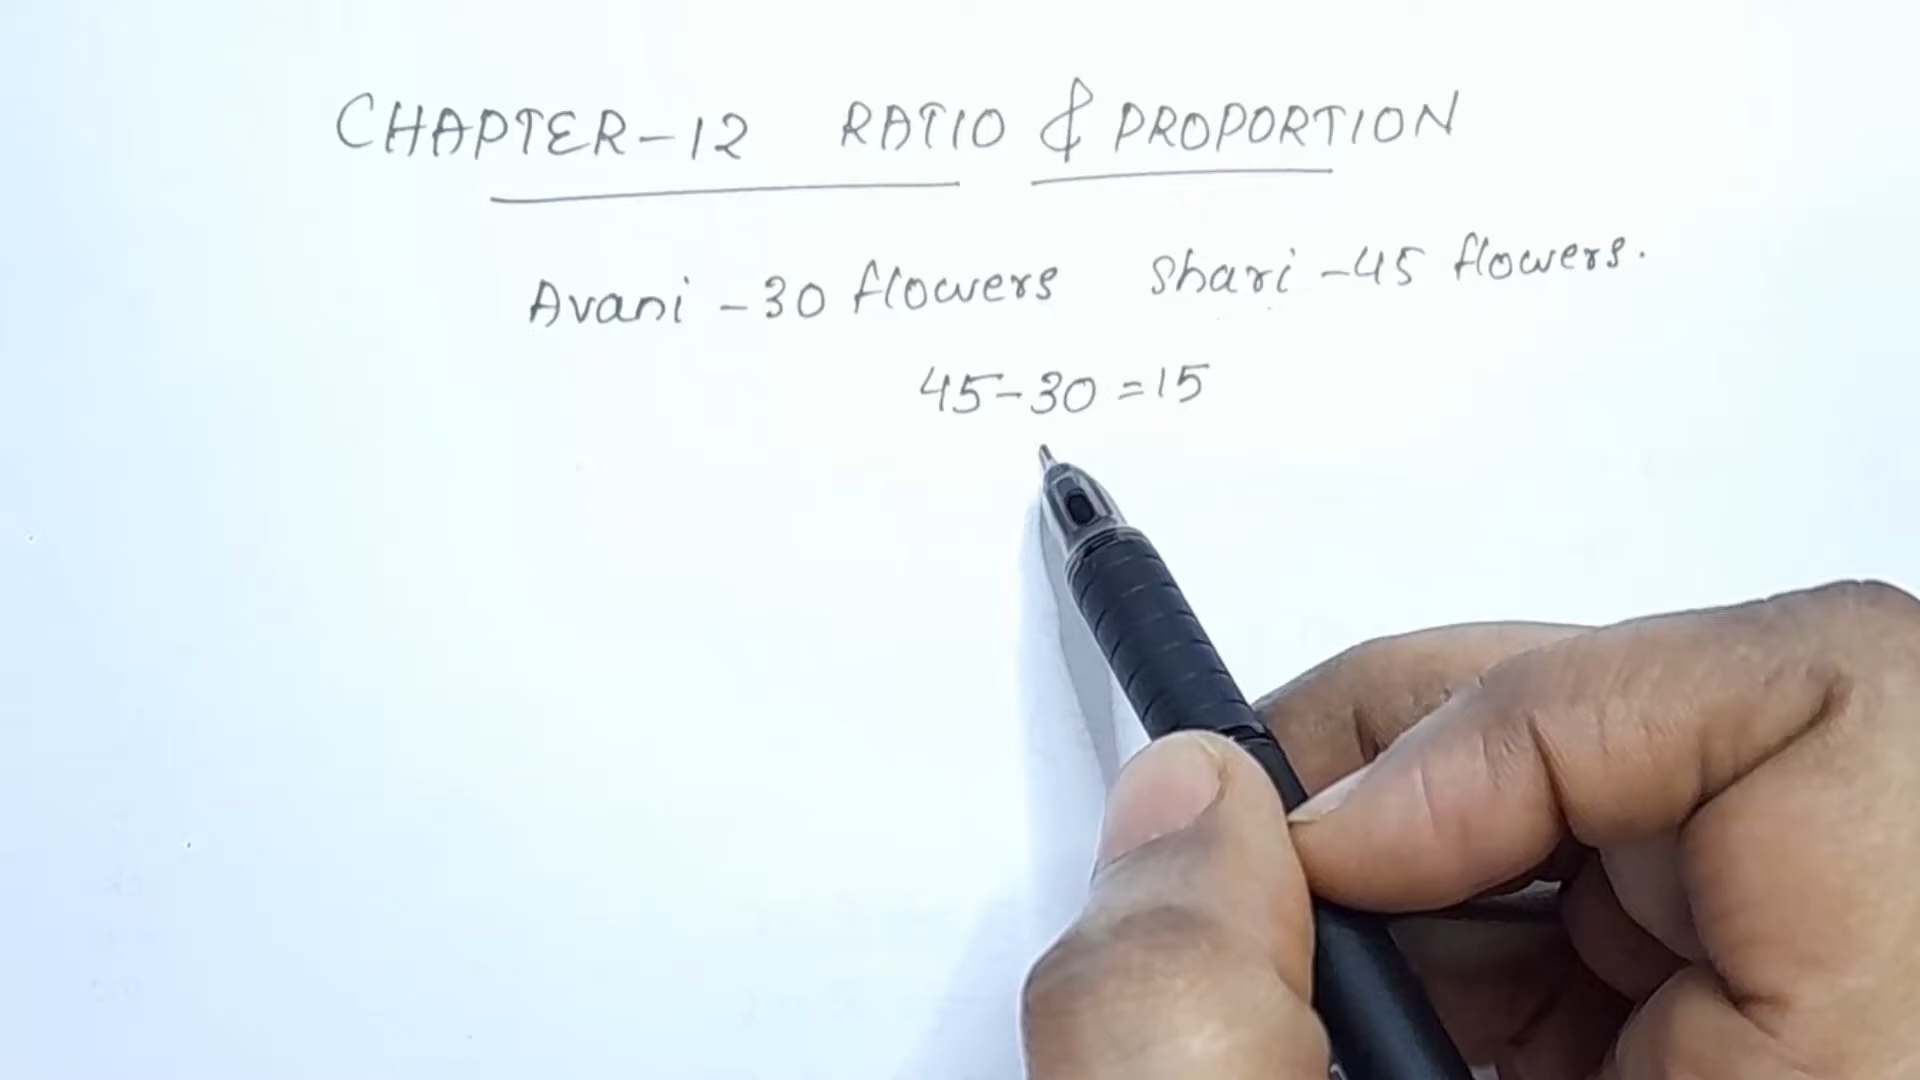 CHAPTER-12 RATIO & PROPORTION
Avani - 30 flowers Shari - 45 flowers.
45 - 30 = 15